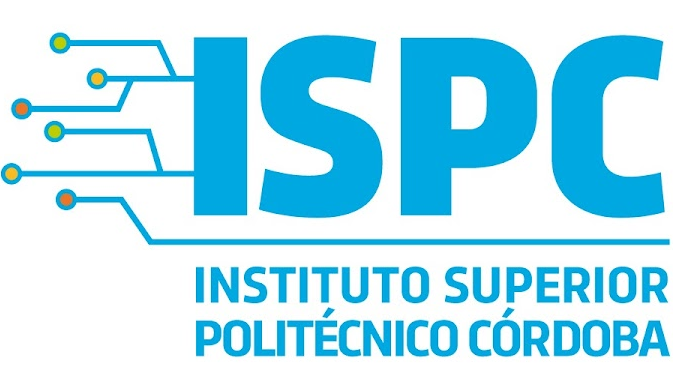 ISPC
INSTITUTO SUPERIOR
POLITÉCNICO CÓRDOBA